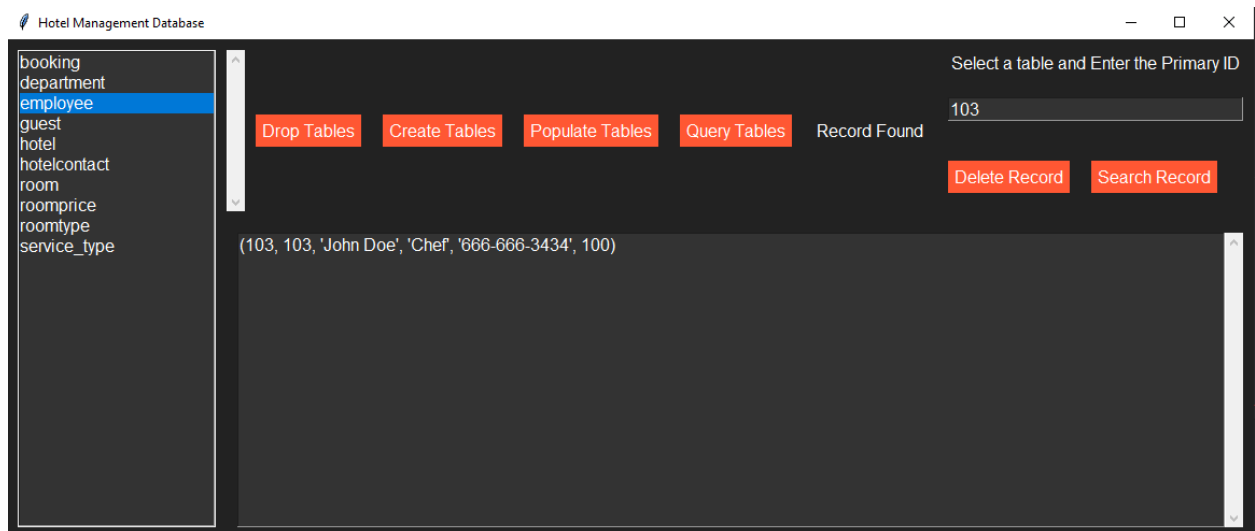 Hotel Management Database
booking
department
employee
guest
hotel
hotelcontact
room
roomprice
roomtype
service_type
Drop Tables
Create Tables
Populate Tables
Query Tables
Record Found
Select a table and Enter the Primary ID
103
Delete Record
Search Record
(103, 103, 'John Doe', 'Chef', '666-666-3434', 100)